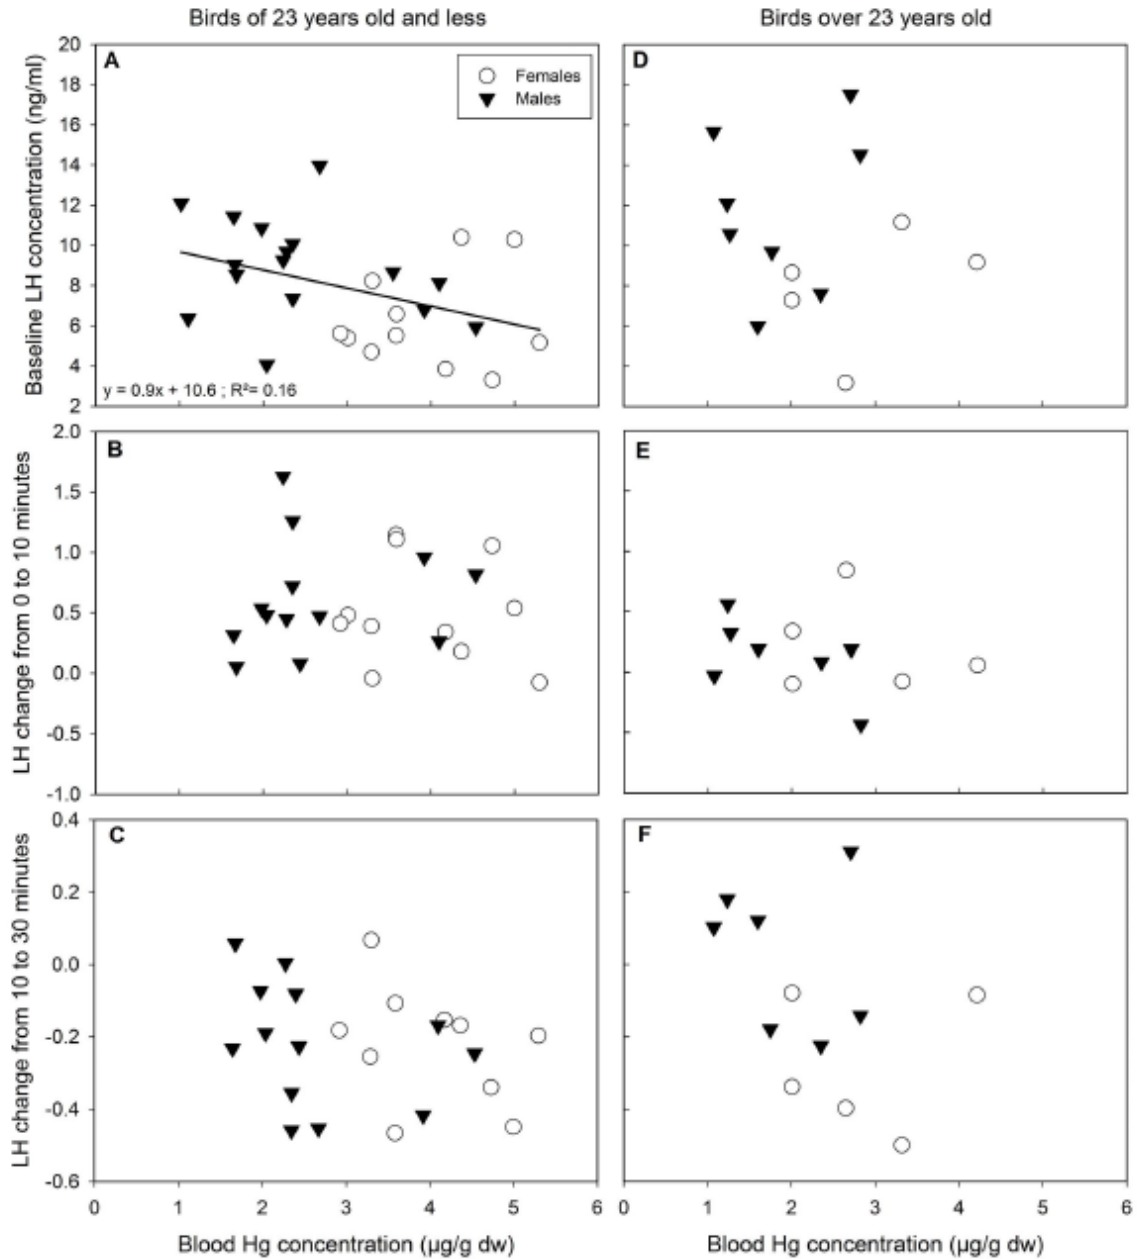 Birds of 23 years old and less
Birds over 23 years old
Baseline LH concentration (ng/ml)
20
18
16
14
12
10
8
6
4
2
A
Females
Males
y = 0.9x + 10.6 ; R²= 0.16
D
LH change from 0 to 10 minutes
2.0
1.5
1.0
0.5
0.0
-0.5
-1.0
B
E
LH change from 10 to 30 minutes
0.4
0.2
0.0
-0.2
-0.4
-0.6
C
F
0 1 2 3 4 5 6
0 1 2 3 4 5 6
Blood Hg concentration (µg/g dw)
Blood Hg concentration (µg/g dw)